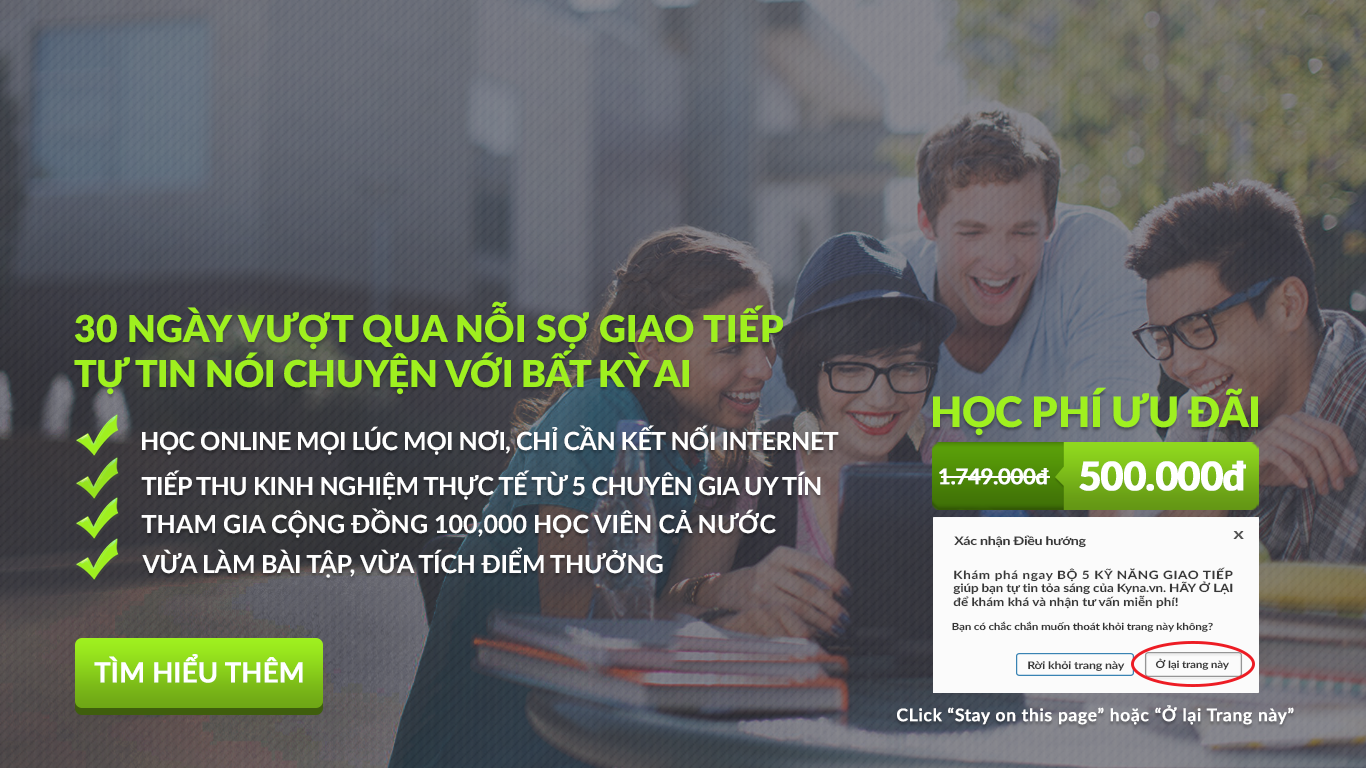 30 NGÀY VƯỢT QUA NỖI SỢ GIAO TIẾP
TỰ TIN NÓI CHUYỆN VỚI BẤT KỲ AI
HỌC ONLINE MỌI LÚC MỌI NƠI, CHỈ CẦN KẾT NỐI INTERNET
TIẾP THU KINH NGHIỆM THỰC TẾ TỪ 5 CHUYÊN GIA UY TÍN
THAM GIA CỘNG ĐỒNG 100,000 HỌC VIÊN CẢ NƯỚC
VỪA LÀM BÀI TẬP, VỪA TÍCH ĐIỂM THƯỞNG
TÌM HIỂU THÊM
HỌC PHÍ ƯU ĐÃI
1.749.000đ 500.000đ
Xác nhận Điều hướng X
Khám phá ngay BỘ 5 KỸ NĂNG GIAO TIẾP
giúp bạn tự tin tỏa sáng của Kyna.vn. HÃY Ở LẠI
để khám khá và nhận tư vấn miễn phí!
Bạn có chắc chắn muốn thoát khỏi trang này không?
Rời khỏi trang này Ở lại trang này
CLick “Stay on this page” hoặc “Ở lại Trang này”